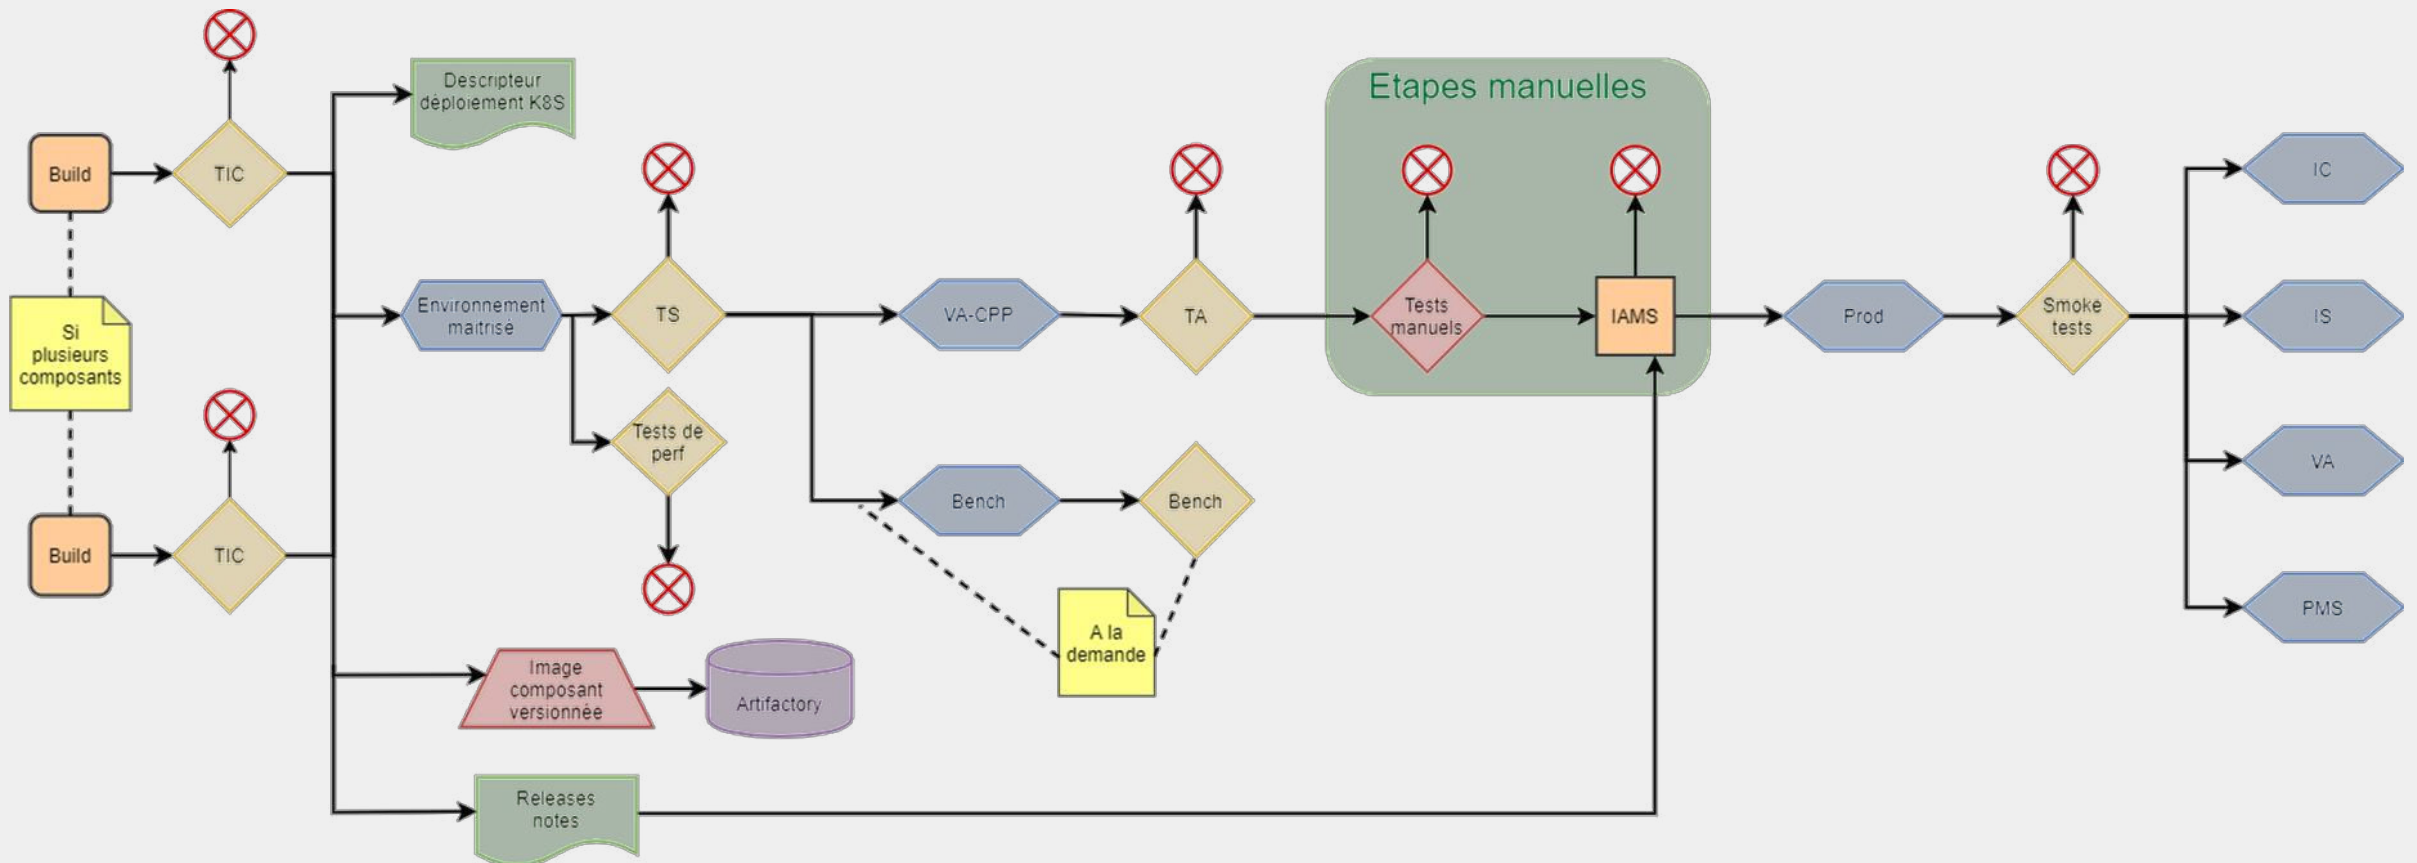 Etapes manuelles
Descripteur
déploiement K8S
Build
TIC
IC
Si
plusieurs
composants
Environnement
maitrisé
TS
VA-CPP
TA
Tests
manuels
IAMS
Prod
Smoke
tests
IS
Tests de
perf
VA
Build
TIC
Bench
Bench
A la
demande
PMS
Image
composant
versionnée
Artifactory
Releases
notes